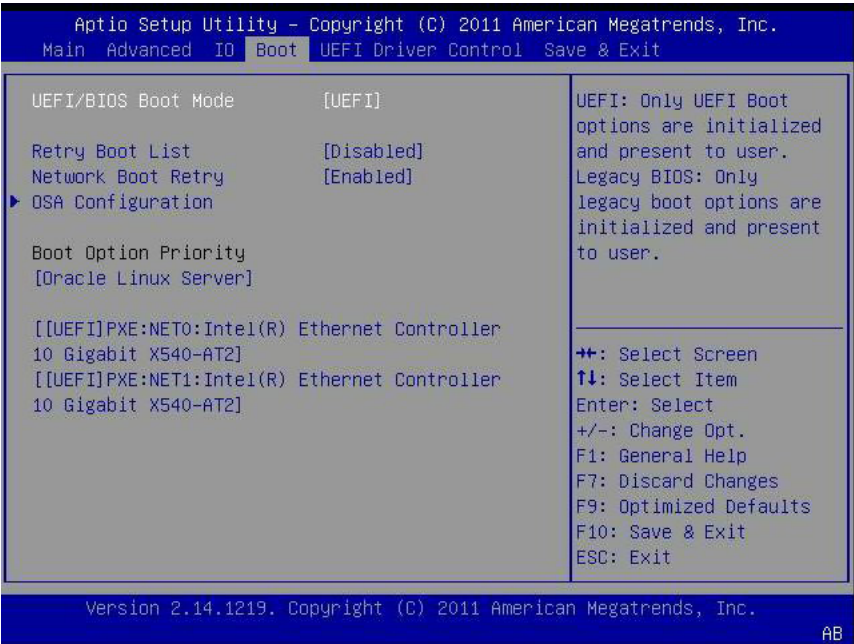 Aptio Setup Utility – Copyright (C) 2011 American Megatrends, Inc.
Main Advanced IO Boot UEFI Driver Control Save & Exit
UEFI/BIOS Boot Mode [UEFI]
Retry Boot List [Disabled]
Network Boot Retry [Enabled]
OSA Configuration
Boot Option Priority
[Oracle Linux Server]
[[UEFI]PXE:NET0:Intel(R) Ethernet Controller
10 Gigabit X540-AT2]
[[UEFI]PXE:NET1:Intel(R) Ethernet Controller
10 Gigabit X540-AT2]
UEFI: Only UEFI Boot
options are initialized
and present to user.
Legacy BIOS: Only
legacy boot options are
initialized and present
to user.
→←: Select Screen
↑↓: Select Item
Enter: Select
+/-: Change Opt.
F1: General Help
F7: Discard Changes
F9: Optimized Defaults
F10: Save & Exit
ESC: Exit
Version 2.14.1219. Copyright (C) 2011 American Megatrends, Inc.
AB